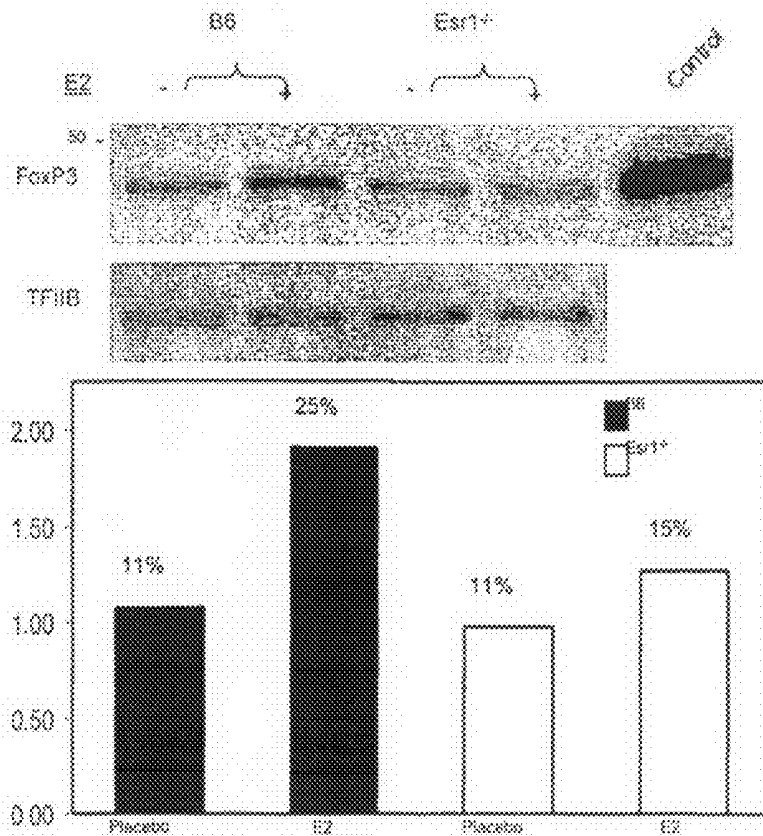 B6 Esr1-/-
Control
E2 - + - +
50 -
FoxP3
TFIIB
25%
2.00
B6
Esr1-/-
11%
15%
1.50
11%
1.00
0.50
0.00
Placebo E2 Placebo E2